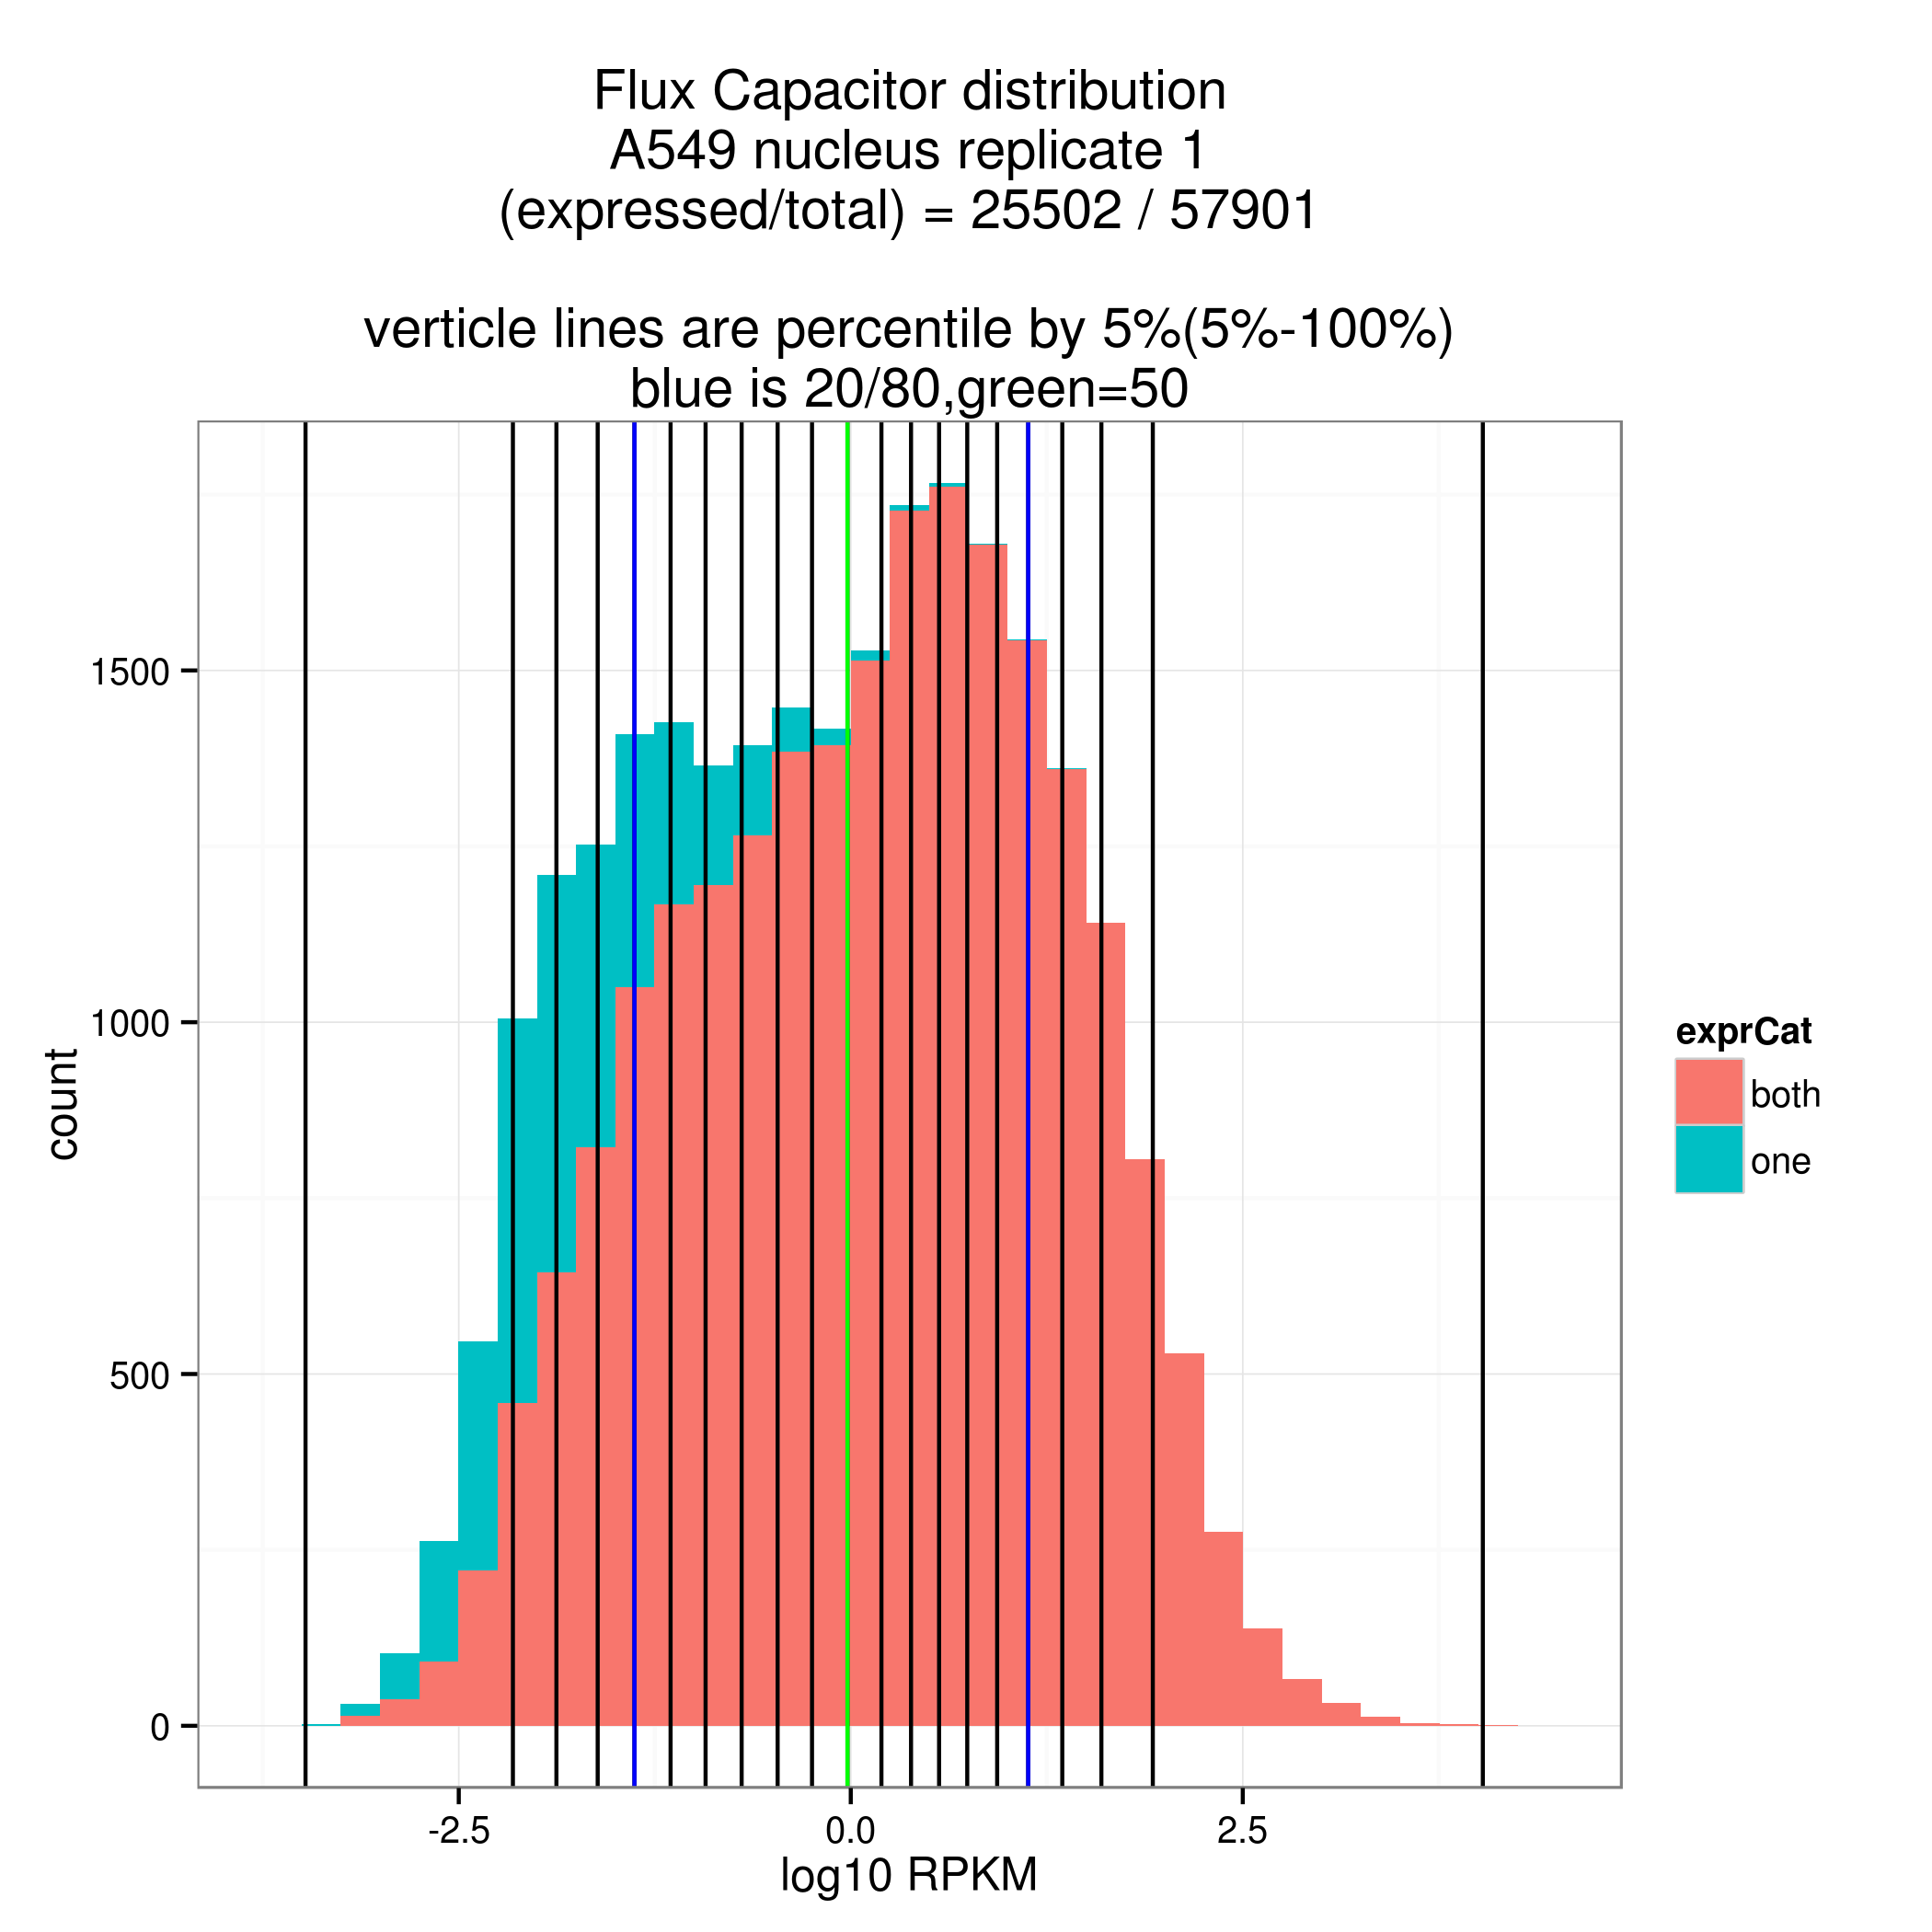 Flux Capacitor distribution
A549 nucleus replicate 1
(expressed/total) = 25502 / 57901
verticle lines are percentile by 5%(5%-100%)
blue is 20/80,green=50
1500
1000
500
0
count
-2.5 0.0 2.5
log10 RPKM
exprCat
both
one